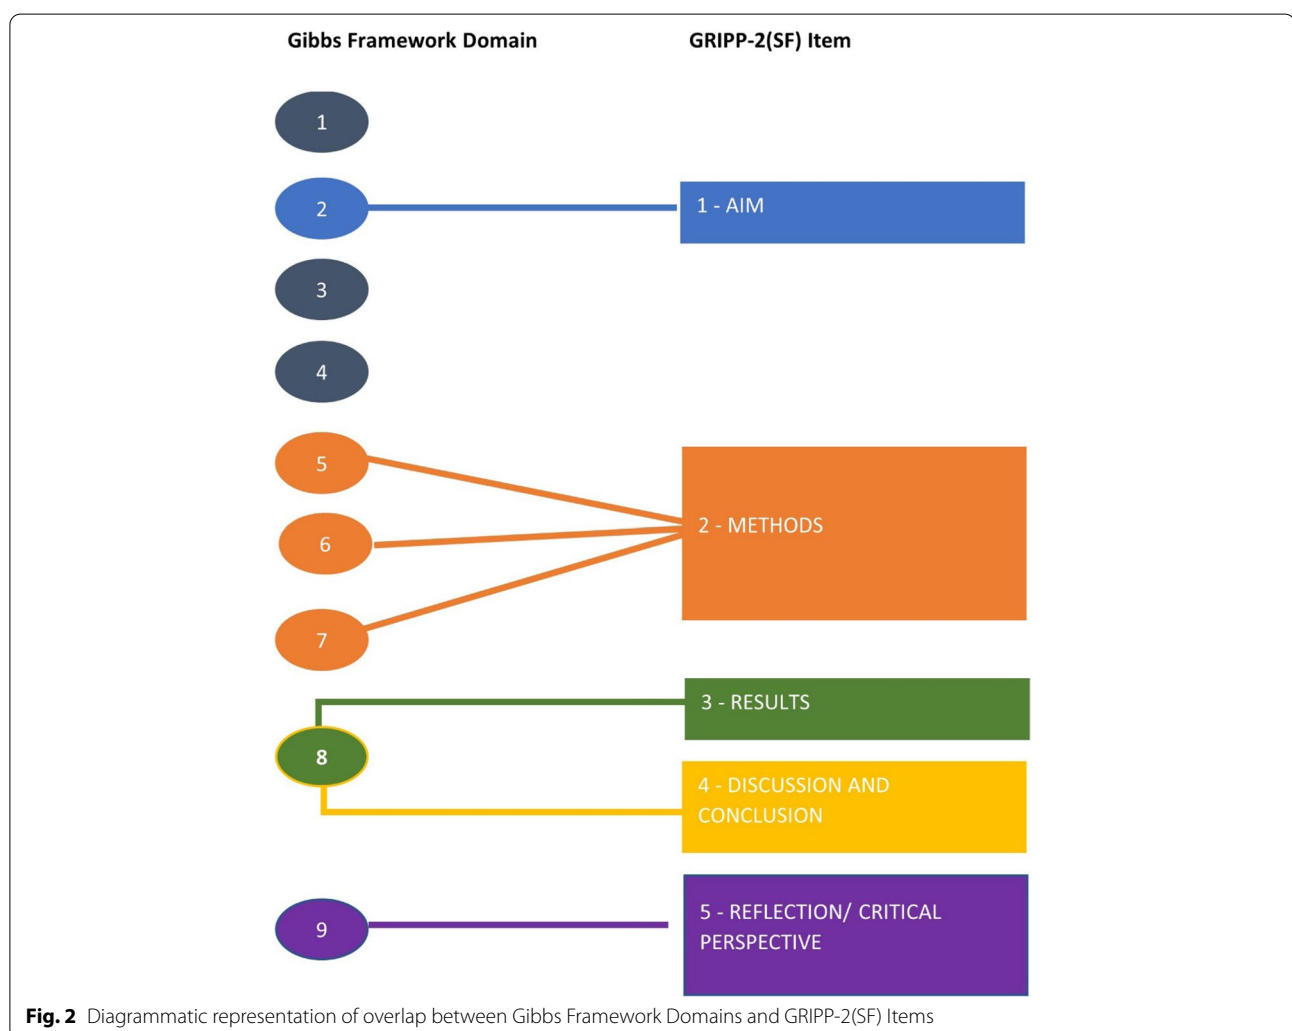 Gibbs Framework Domain
GRIPP-2(SF) Item
1
2
1 - AIM
3
4
5
6
2 - METHODS
7
3 - RESULTS
8
4 - DISCUSSION AND
CONCLUSION
9
5 - REFLECTION/ CRITICAL
PERSPECTIVE
Fig. 2 Diagrammatic representation of overlap between Gibbs Framework Domains and GRIPP-2(SF) Items